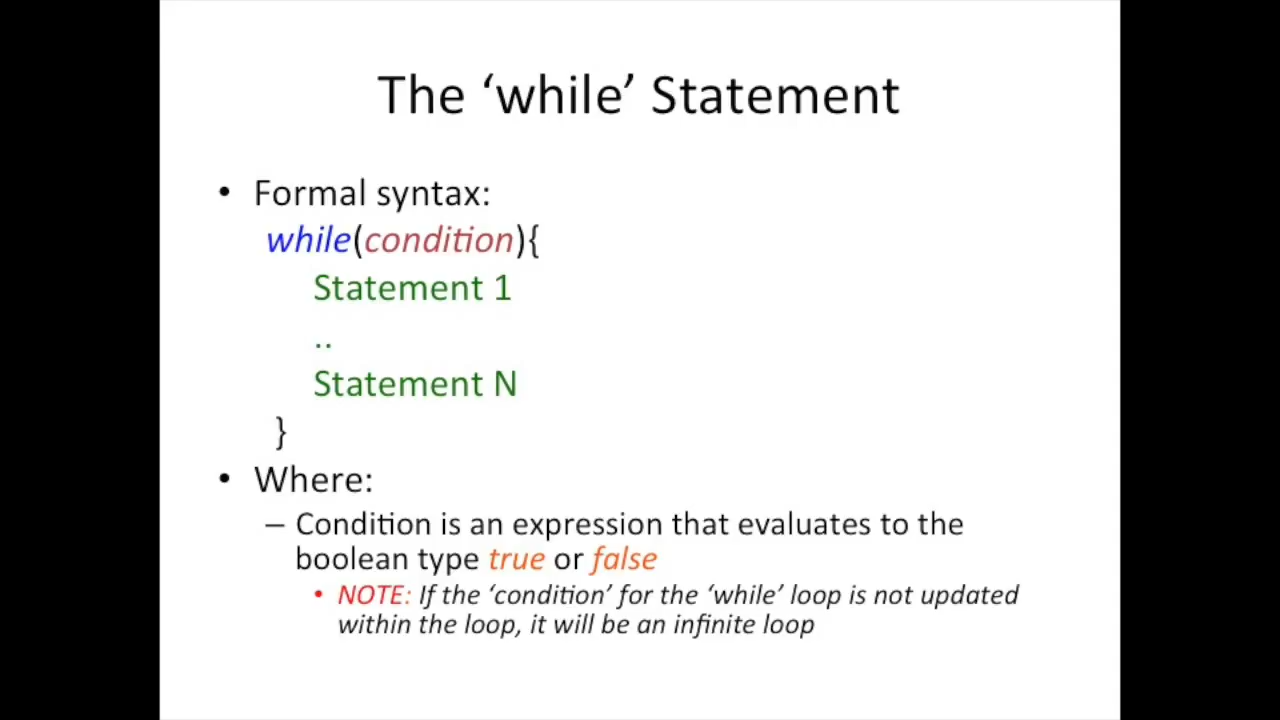 The ‘while’ Statement
• Formal syntax:
while(condition){
Statement 1
..
Statement N
}
• Where:
– Condition is an expression that evaluates to the
boolean type true or false
• NOTE: If the ‘condition’ for the ‘while’ loop is not updated
within the loop, it will be an infinite loop